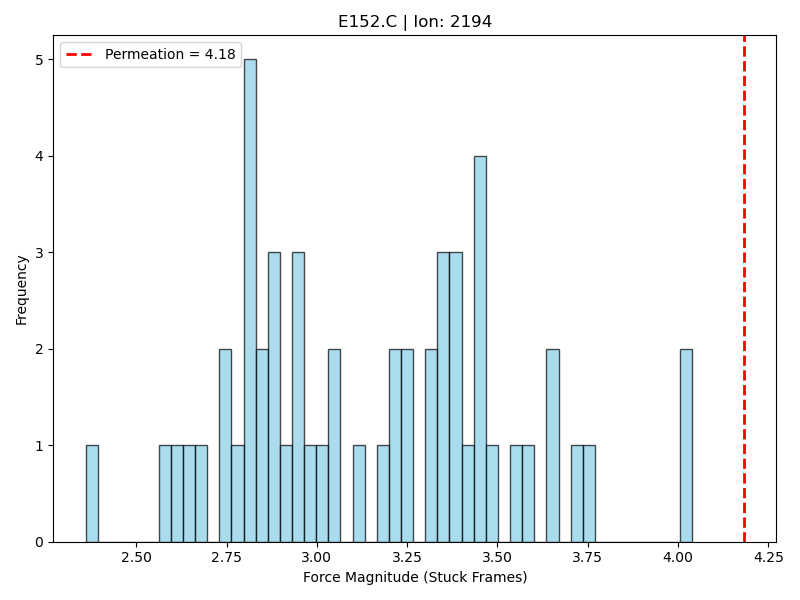 E152.C | Ion: 2194
Permeation = 4.18
Frequency
5
4
3
2
1
0
2.50 2.75 3.00 3.25 3.50 3.75 4.00 4.25
Force Magnitude (Stuck Frames)